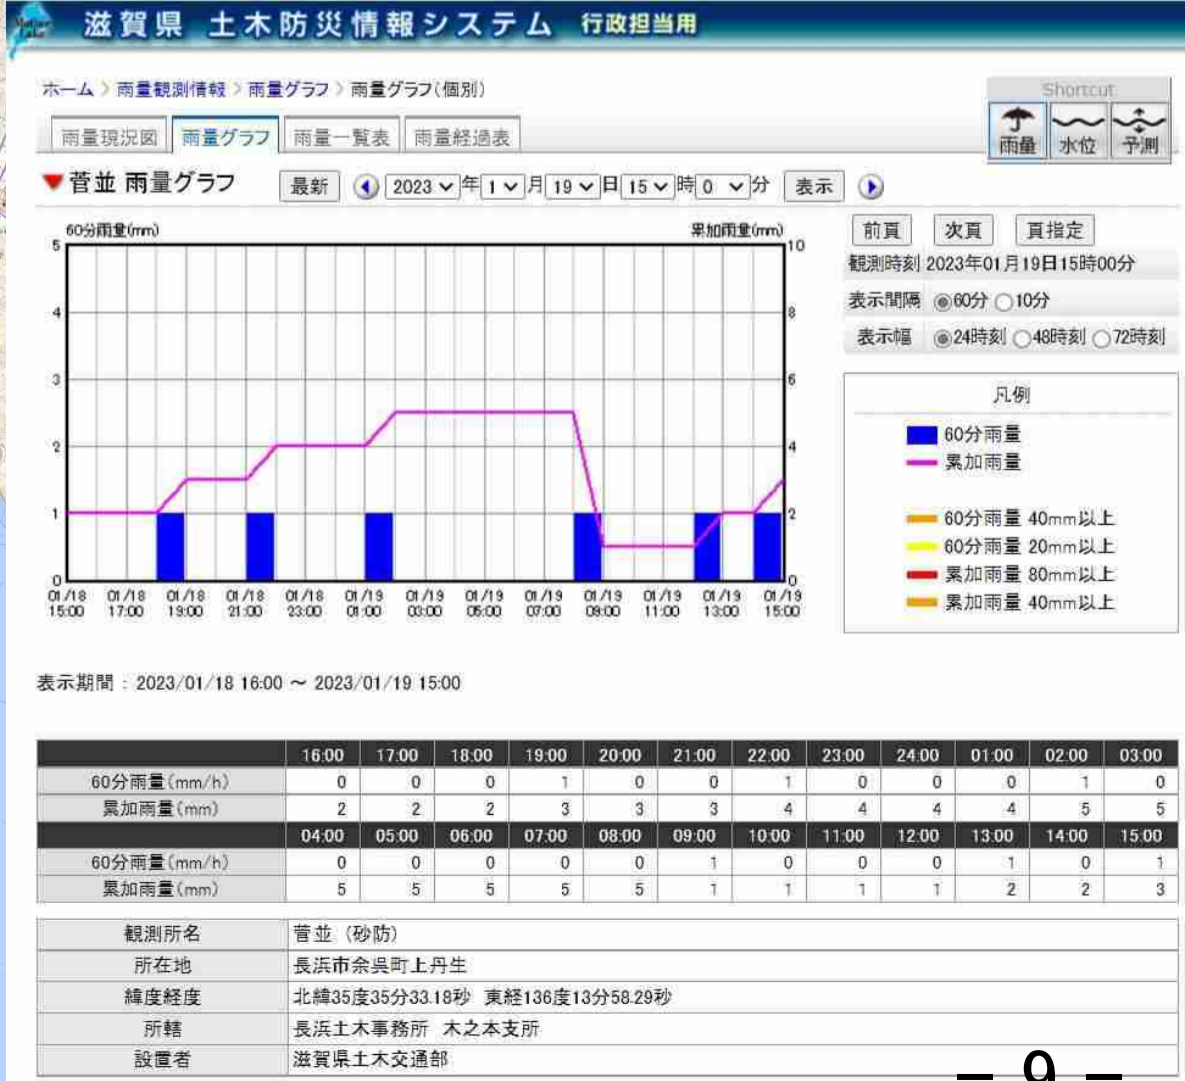 滋賀県 土木防災情報システム 行政担当用
ホーム > 雨量観測情報 > 雨量グラフ > 雨量グラフ(個別)
Shortcut
雨量現況図 雨量グラフ 雨量一覧表 雨量経過表
雨量 水位 予測
▼菅並 雨量グラフ 最新 2023年1月19日15時0分 表示
60分雨量(mm) 累加雨量(mm)
前頁 次頁 頁指定
観測時刻 2023年01月19日15時00分
表示間隔 ◉60分 ○10分
表示幅 ◉24時刻 ○48時刻 ○72時刻
5 10
4 8
3 6
2 4
1 2
0 0
01/18 01/18 01/18 01/18 01/18 01/19 01/19 01/19 01/19 01/19 01/19 01/19 01/19
15:00 17:00 19:00 21:00 23:00 01:00 03:00 05:00 07:00 09:00 11:00 13:00 15:00
凡例
60分雨量
累加雨量
60分雨量 40mm以上
60分雨量 20mm以上
累加雨量 80mm以上
累加雨量 40mm以上
表示期間 : 2023/01/18 16:00 ~ 2023/01/19 15:00
16:00 17:00 18:00 19:00 20:00 21:00 22:00 23:00 24:00 01:00 02:00 03:00
60分雨量(mm/h) 0 0 0 1 0 0 1 0 0 0 1 0
累加雨量(mm) 2 2 2 3 3 3 4 4 4 4 5 5
04:00 05:00 06:00 07:00 08:00 09:00 10:00 11:00 12:00 13:00 14:00 15:00
60分雨量(mm/h) 0 0 0 0 0 1 0 0 0 1 0 1
累加雨量(mm) 5 5 5 5 5 1 1 1 1 2 2 3
観測所名 菅並 (砂防)
所在地 長浜市余呉町上丹生
緯度経度 北緯35度35分33.18秒 東経136度13分58.29秒
所轄 長浜土木事務所 木之本支所
設置者 滋賀県土木交通部
- 9 -